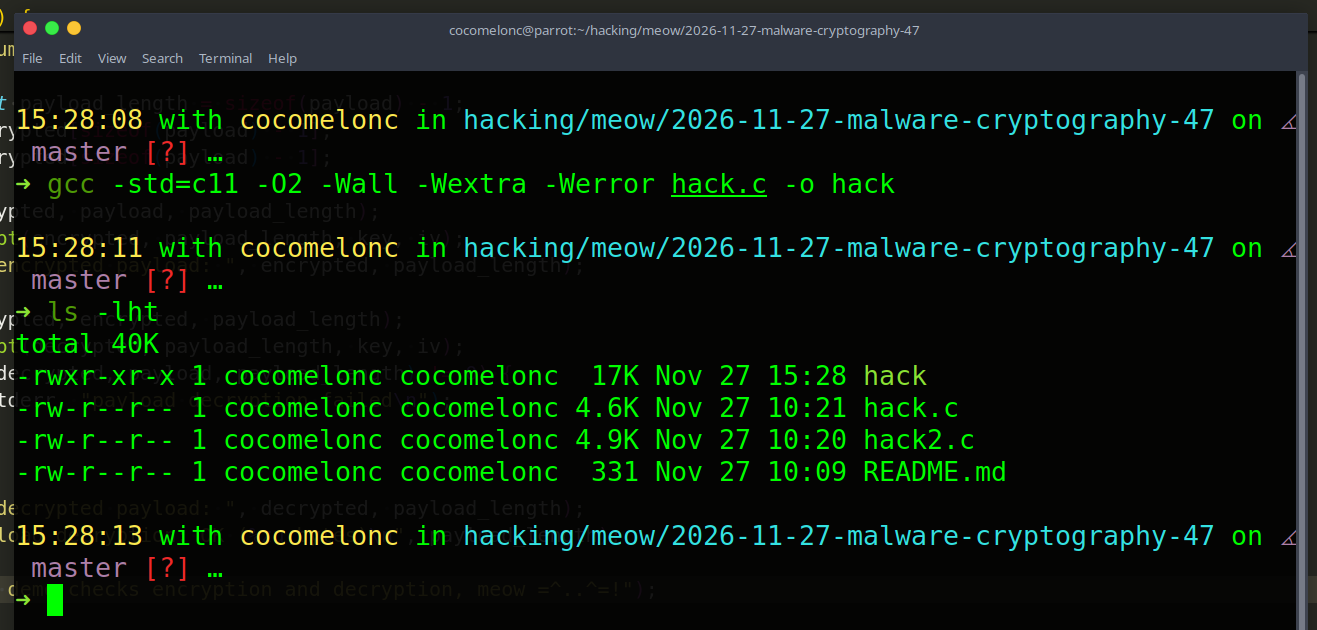 cocomelonc@parrot:~/hacking/meow/2026-11-27-malware-cryptography-47
File Edit View Search Terminal Help
15:28:08 with cocomelonc in hacking/meow/2026-11-27-malware-cryptography-47 on
master [?] …
➜ gcc -std=c11 -O2 -Wall -Wextra -Werror hack.c -o hack
15:28:11 with cocomelonc in hacking/meow/2026-11-27-malware-cryptography-47 on
master [?] …
➜ ls -lht
total 40K
-rwxr-xr-x 1 cocomelonc cocomelonc  17K Nov 27 15:28 hack
-rw-r--r-- 1 cocomelonc cocomelonc 4.6K Nov 27 10:21 hack.c
-rw-r--r-- 1 cocomelonc cocomelonc 4.9K Nov 27 10:20 hack2.c
-rw-r--r-- 1 cocomelonc cocomelonc  331 Nov 27 10:09 README.md
15:28:13 with cocomelonc in hacking/meow/2026-11-27-malware-cryptography-47 on
master [?] …
➜